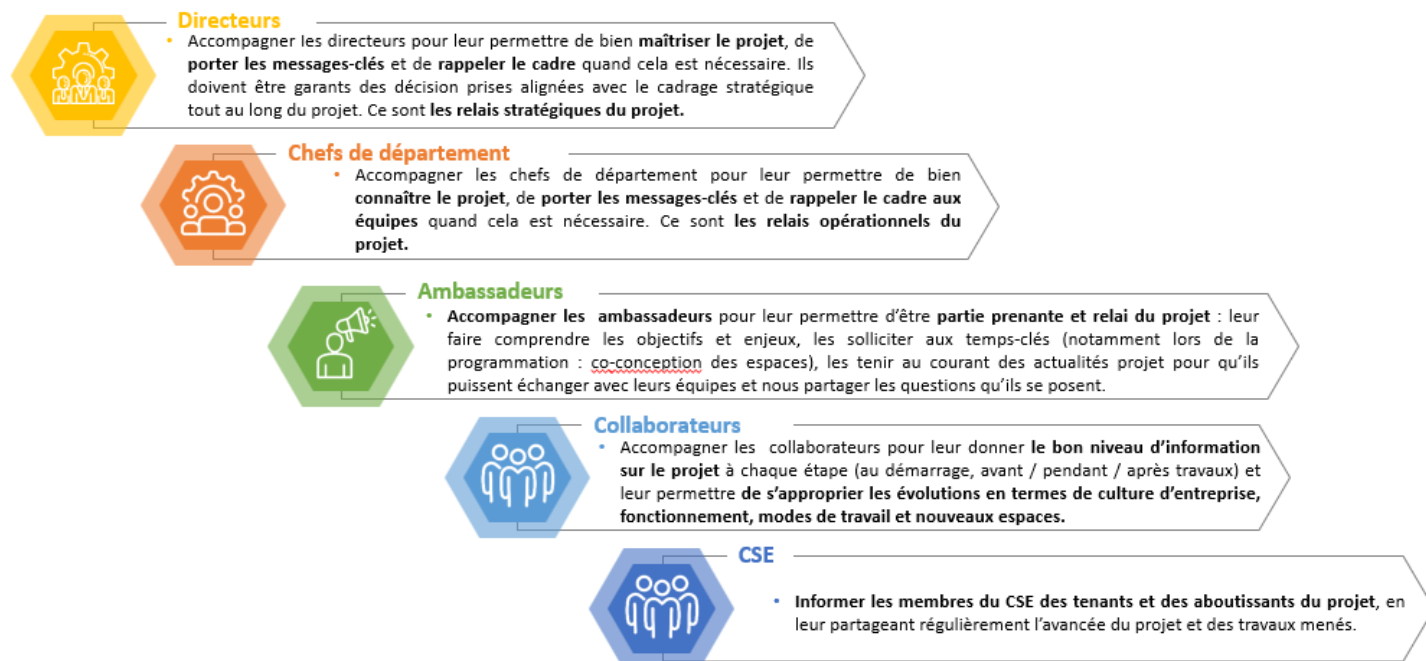 Directeurs
• Accompagner les directeurs pour leur permettre de bien maîtriser le projet, de
porter les messages-clés et de rappeler le cadre quand cela est nécessaire. Ils
doivent être garants des décision prises alignées avec le cadrage stratégique
tout au long du projet. Ce sont les relais stratégiques du projet.
Chefs de département
• Accompagner les chefs de département pour leur permettre de bien
connaître le projet, de porter les messages-clés et de rappeler le cadre aux
équipes quand cela est nécessaire. Ce sont les relais opérationnels du
projet.
Ambassadeurs
• Accompagner les ambassadeurs pour leur permettre d'être partie prenante et relai du projet : leur
faire comprendre les objectifs et enjeux, les solliciter aux temps-clés (notamment lors de la
programmation : co-conception des espaces), les tenir au courant des actualités projet pour qu'ils
puissent échanger avec leurs équipes et nous partager les questions qu'ils se posent.
Collaborateurs
• Accompagner les collaborateurs pour leur donner le bon niveau d'information
sur le projet à chaque étape (au démarrage, avant / pendant / après travaux) et
leur permettre de s'approprier les évolutions en termes de culture d'entreprise,
fonctionnement, modes de travail et nouveaux espaces.
CSE
• Informer les membres du CSE des tenants et des aboutissants du projet, en
leur partageant régulièrement l'avancée du projet et des travaux menés.